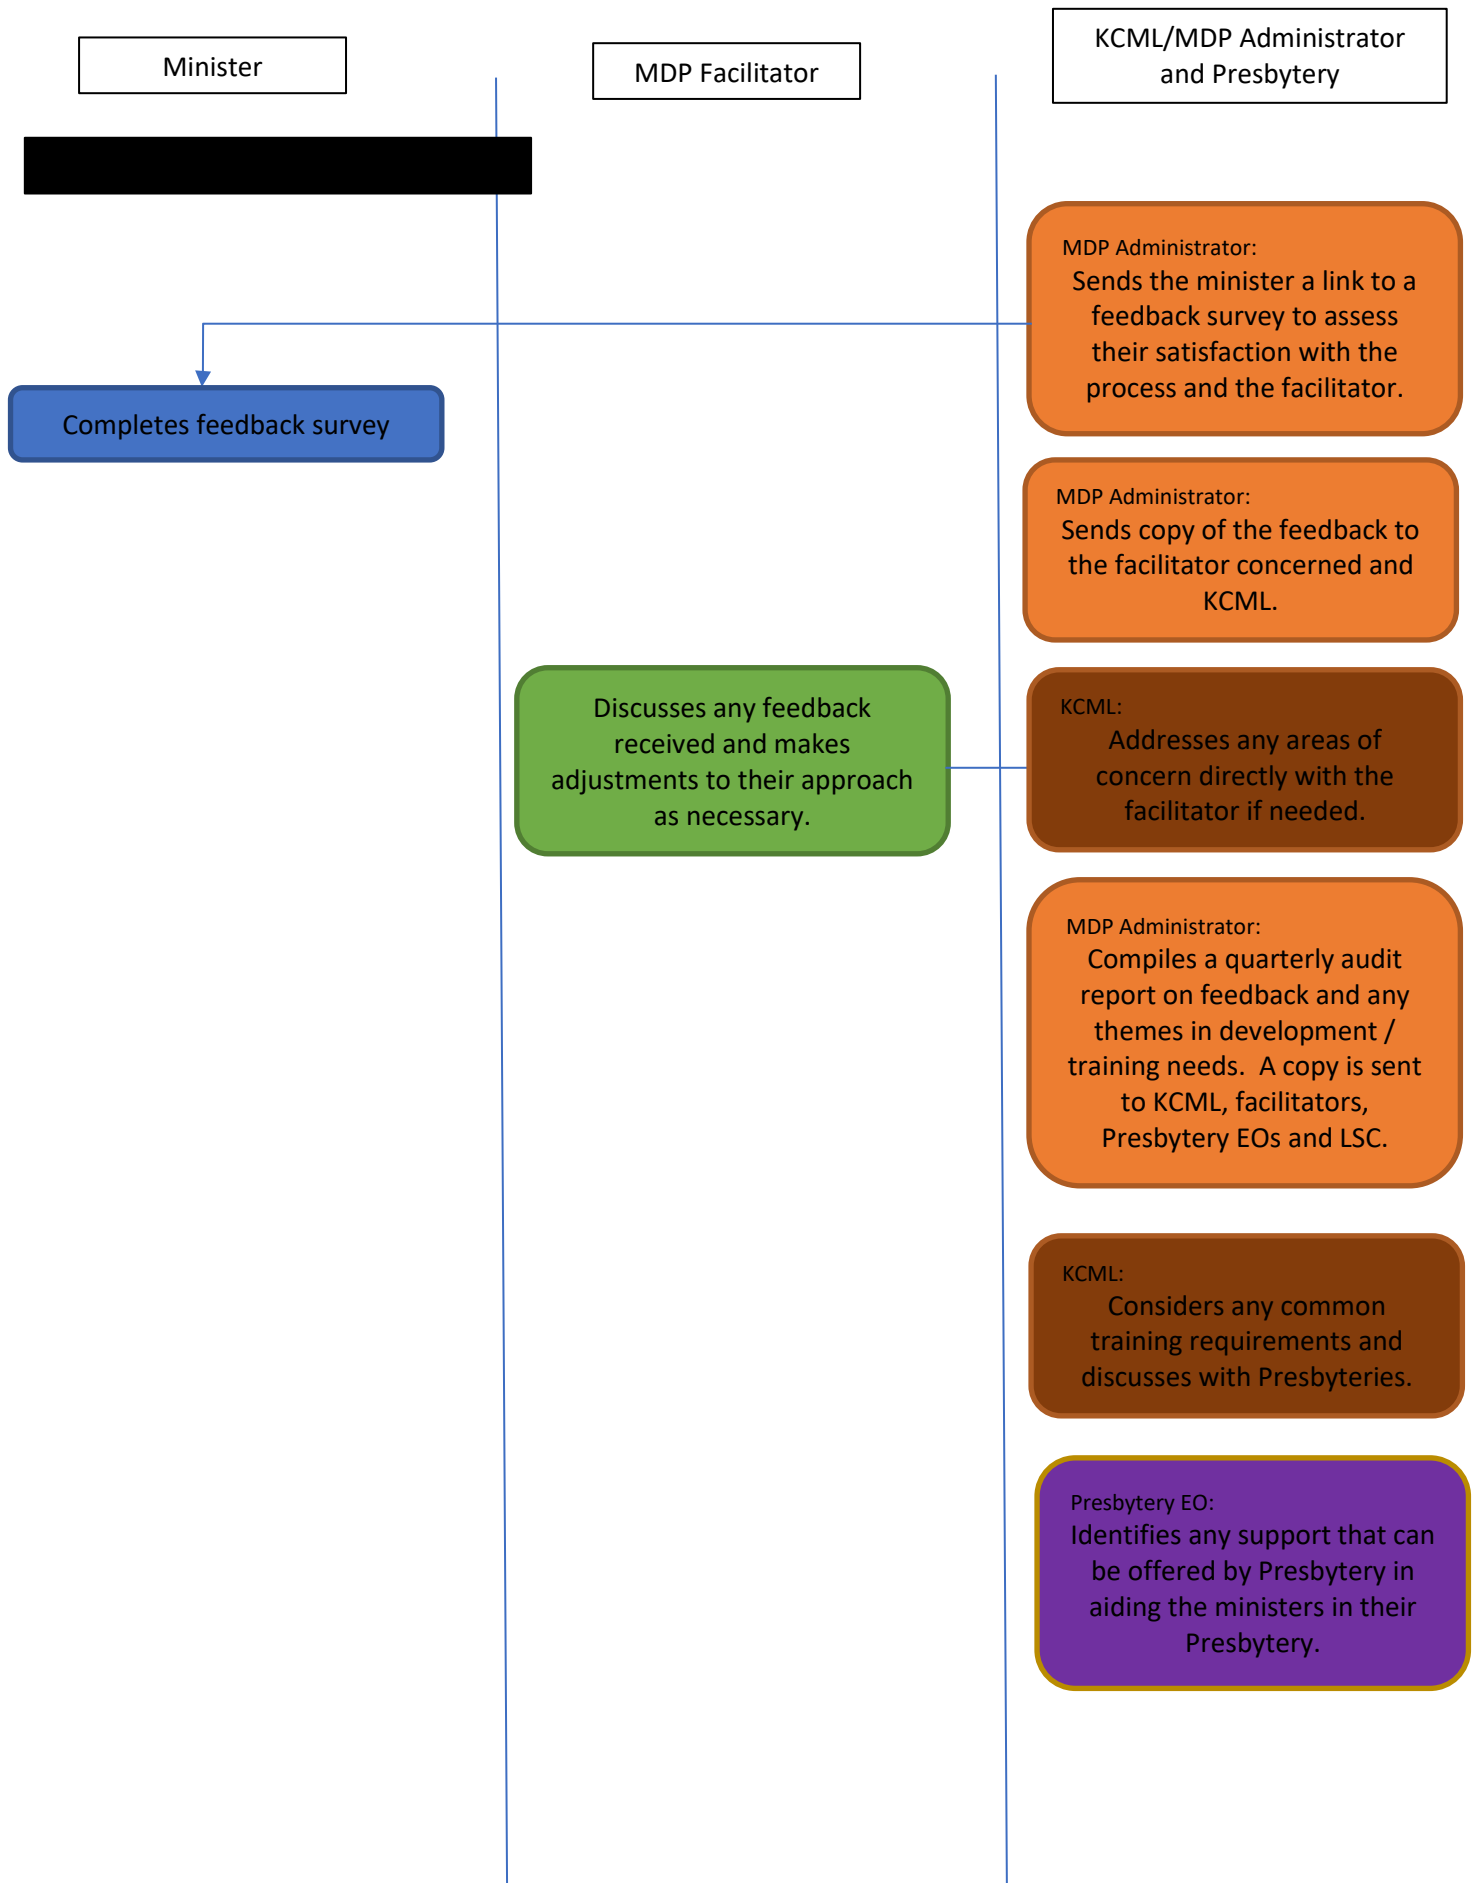 Minister
MDP Facilitator
KCML/MDP Administrator
and Presbytery
MDP Administrator:
Sends the minister a link to a
feedback survey to assess
their satisfaction with the
process and the facilitator.
Completes feedback survey
MDP Administrator:
Sends copy of the feedback to
the facilitator concerned and
KCML.
Discusses any feedback
received and makes
adjustments to their approach
as necessary.
KCML:
Addresses any areas of
concern directly with the
facilitator if needed.
MDP Administrator:
Compiles a quarterly audit
report on feedback and any
themes in development /
training needs.  A copy is sent
to KCML, facilitators,
Presbytery EOs and LSC.
KCML:
Considers any common
training requirements and
discusses with Presbyteries.
Presbytery EO:
Identifies any support that can
be offered by Presbytery in
aiding the ministers in their
Presbytery.